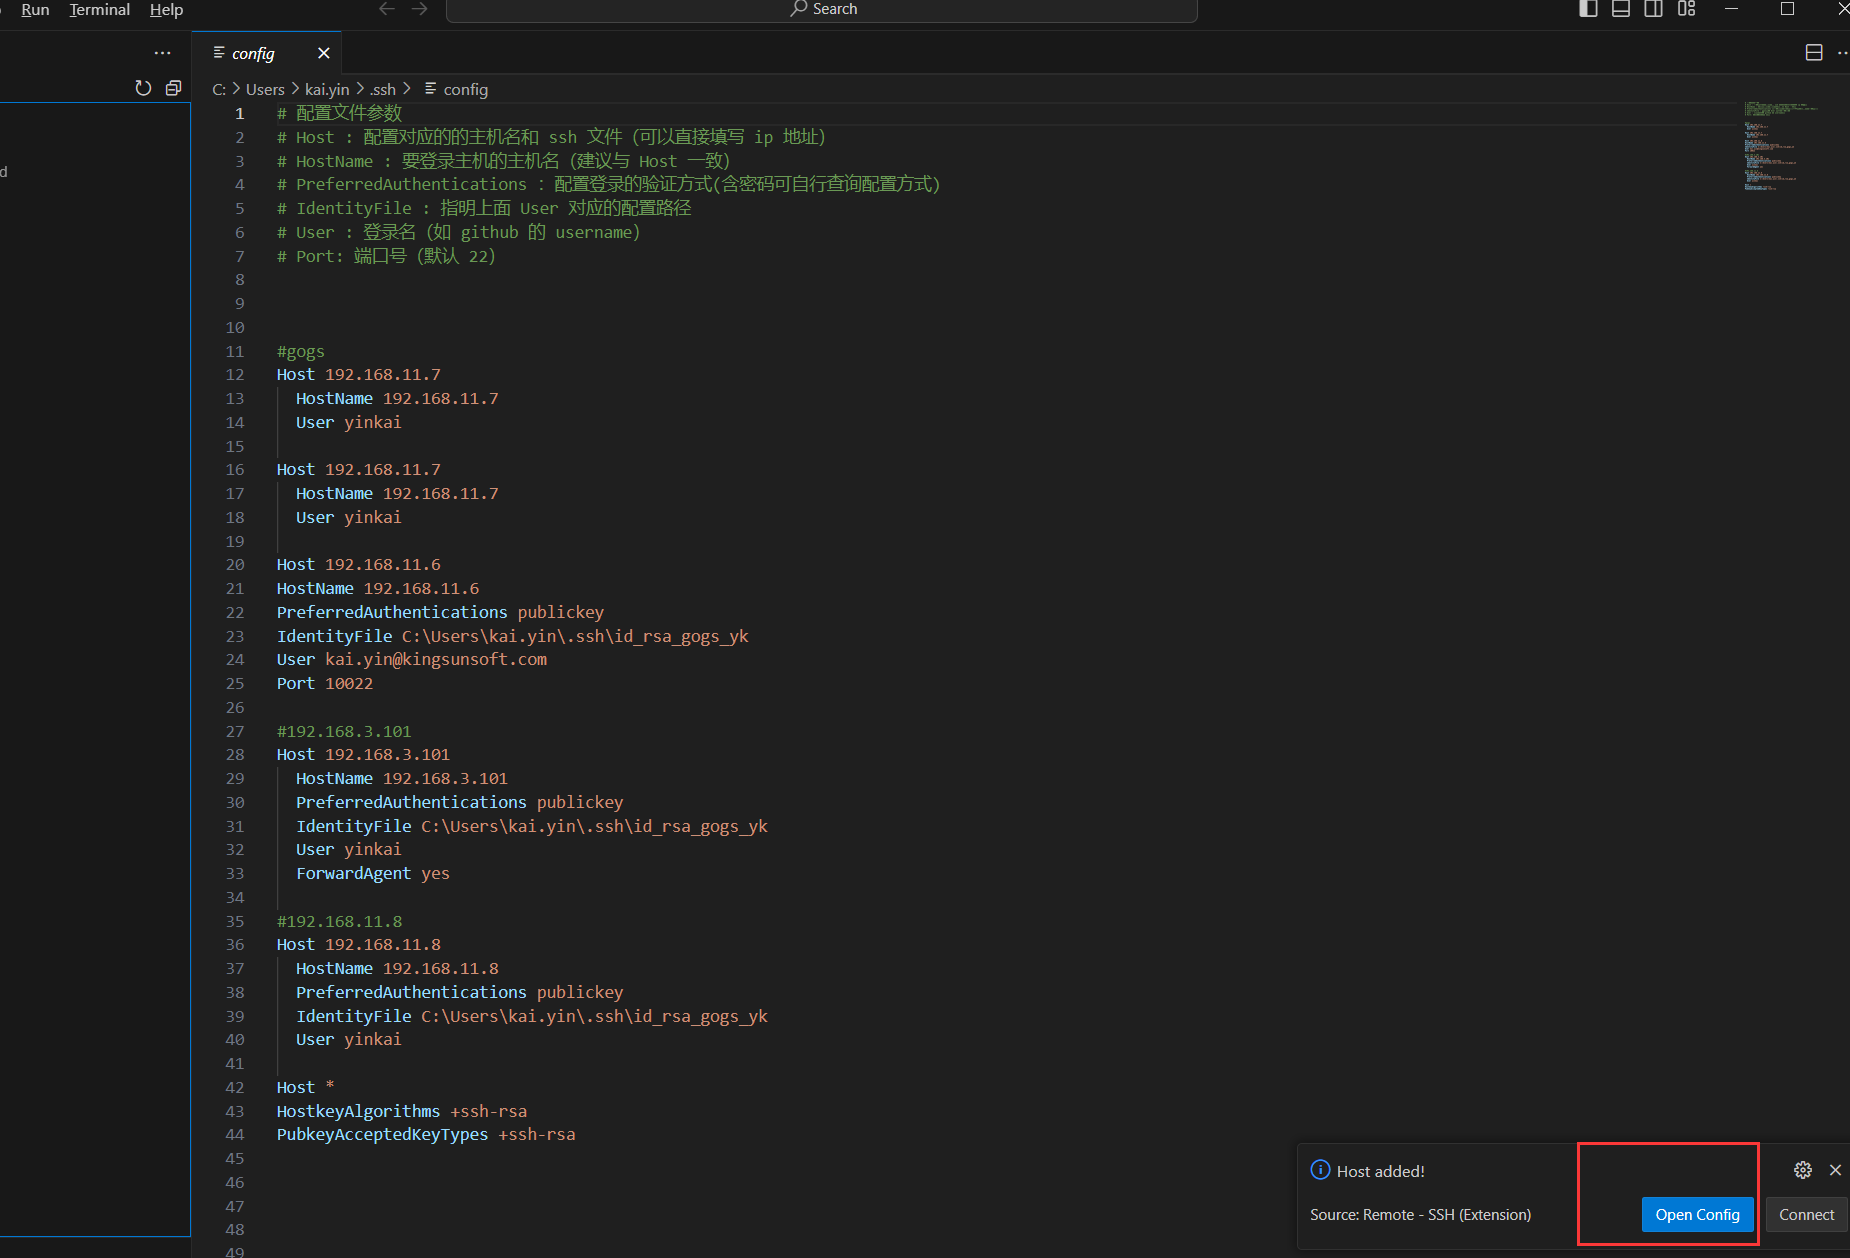 Run Terminal Help
Search
config
d
C: > Users > kai.yin > .ssh > config
1 # 配置文件参数
2 # Host : 配置对应的的主机名和 ssh 文件（可以直接填写 ip 地址）
3 # HostName : 要登录主机的主机名（建议与 Host 一致）
4 # PreferredAuthentications : 配置登录的验证方式(含密码可自行查询配置方式)
5 # IdentityFile : 指明上面 User 对应的配置路径
6 # User : 登录名（如 github 的 username）
7 # Port: 端口号（默认 22）
8
9
10
11 #gogs
12 Host 192.168.11.7
13 HostName 192.168.11.7
14 User yinkai
15
16 Host 192.168.11.7
17 HostName 192.168.11.7
18 User yinkai
19
20 Host 192.168.11.6
21 HostName 192.168.11.6
22 PreferredAuthentications publickey
23 IdentityFile C:\Users\kai.yin\.ssh\id_rsa_gogs_yk
24 User kai.yin@kingsunsoft.com
25 Port 10022
26
27 #192.168.3.101
28 Host 192.168.3.101
29 HostName 192.168.3.101
30 PreferredAuthentications publickey
31 IdentityFile C:\Users\kai.yin\.ssh\id_rsa_gogs_yk
32 User yinkai
33 ForwardAgent yes
34
35 #192.168.11.8
36 Host 192.168.11.8
37 HostName 192.168.11.8
38 PreferredAuthentications publickey
39 IdentityFile C:\Users\kai.yin\.ssh\id_rsa_gogs_yk
40 User yinkai
41
42 Host *
43 HostkeyAlgorithms +ssh-rsa
44 PubkeyAcceptedKeyTypes +ssh-rsa
45
46
47
48
49
Host added!
Source: Remote - SSH (Extension)
Open Config
Connect